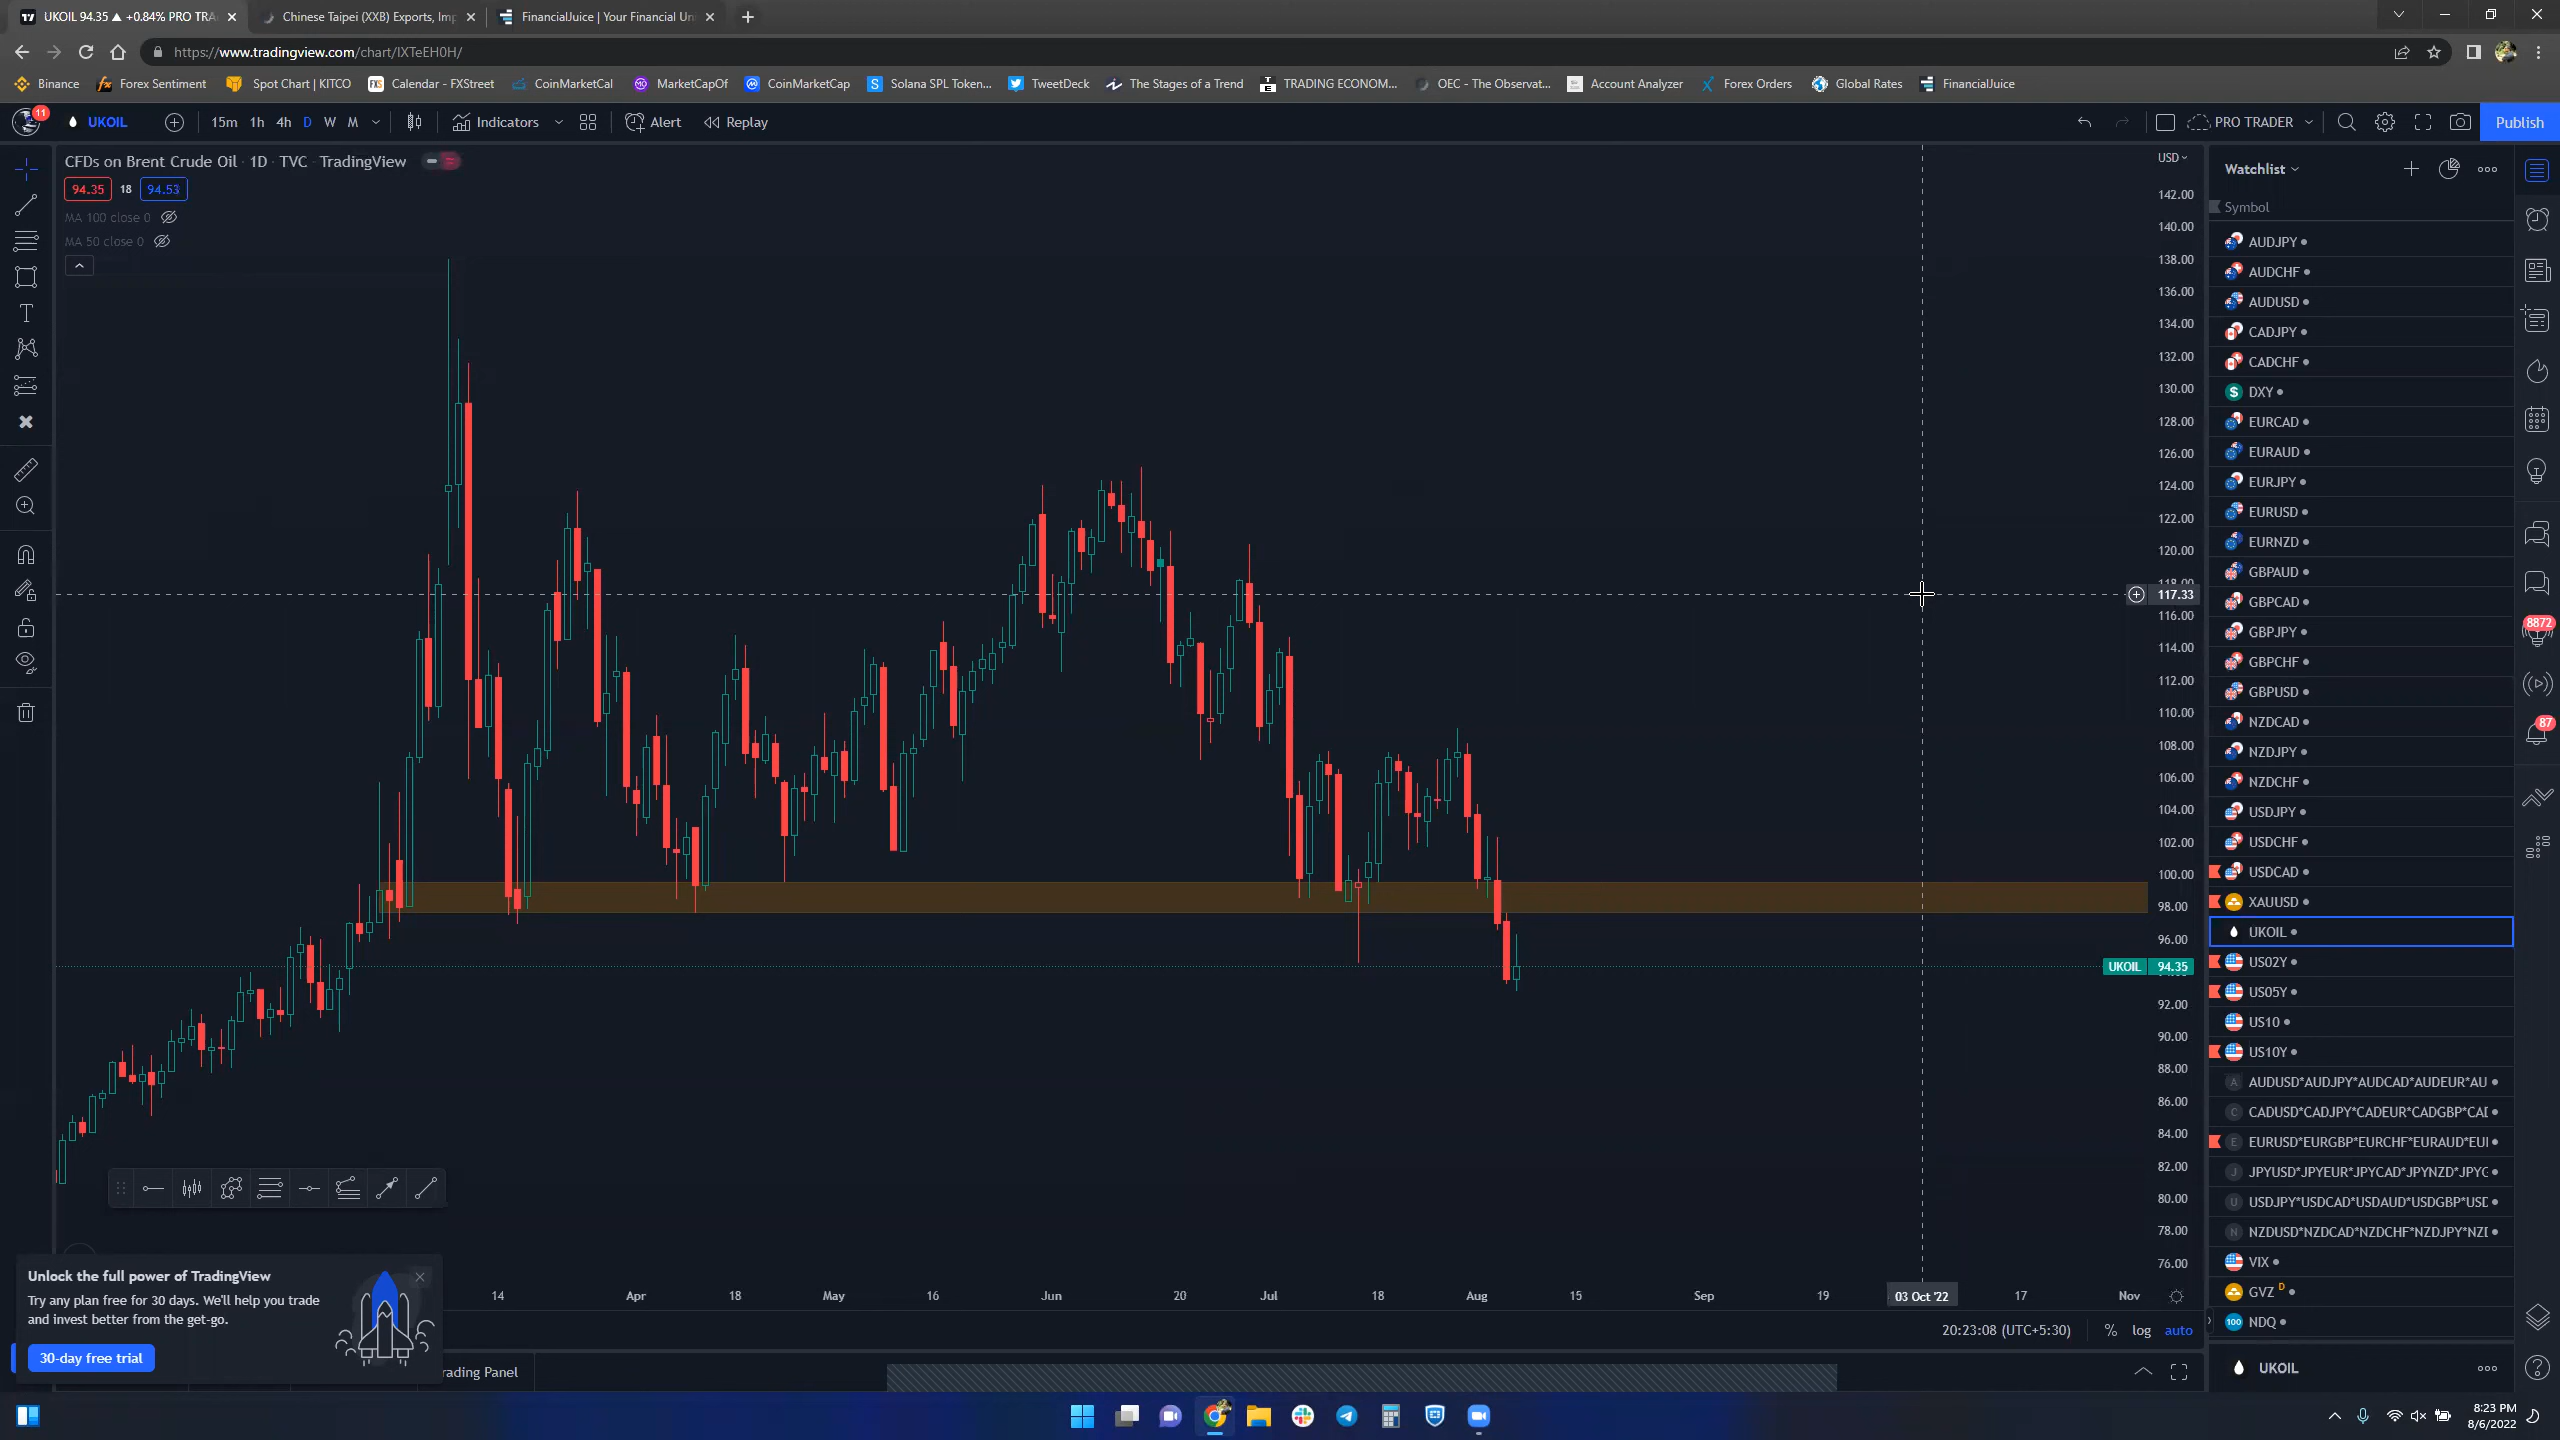 UKOIL 94.35 ▲ +0.84% PRO TRA
Chinese Taipei (XXB) Exports, Imp
FinancialJuice | Your Financial Un
https://www.tradingview.com/chart/IXTeEH0H/
Binance
Forex Sentiment
Spot Chart | KITCO
Calendar - FXStreet
CoinMarketCal
MarketCapOf
CoinMarketCap
Solana SPL Token...
TweetDeck
The Stages of a Trend
TRADING ECONOM...
OEC - The Observat...
Account Analyzer
Forex Orders
Global Rates
FinancialJuice
11
UKOIL
15m 1h 4h D W M
Indicators
Alert
Replay
PRO TRADER
Publish
CFDs on Brent Crude Oil · 1D · TVC · TradingView
94.35 18 94.53
MA 100 close 0
MA 50 close 0
USD
142.00
140.00
138.00
136.00
134.00
132.00
130.00
128.00
126.00
124.00
122.00
120.00
118.00
117.33
116.00
114.00
112.00
110.00
108.00
106.00
104.00
102.00
100.00
98.00
96.00
UKOIL 94.35
92.00
90.00
88.00
86.00
84.00
82.00
80.00
78.00
76.00
14 Apr 18 May 16 Jun 20 Jul 18 Aug 15 Sep 19 03 Oct '22 17 Nov
20:23:08 (UTC+5:30) % log auto
Unlock the full power of TradingView
Try any plan free for 30 days. We'll help you trade
and invest better from the get-go.
30-day free trial
rading Panel
Watchlist
Symbol
AUDJPY
AUDCHF
AUDUSD
CADJPY
CADCHF
DXY
EURCAD
EURAUD
EURJPY
EURUSD
EURNZD
GBPAUD
GBPCAD
GBPJPY
GBPCHF
GBPUSD
NZDCAD
NZDJPY
NZDCHF
USDJPY
USDCHF
USDCAD
XAUUSD
UKOIL
US02Y
US05Y
US10
US10Y
A AUDUSD*AUDJPY*AUDCAD*AUDEUR*AU
C CADUSD*CADJPY*CADEUR*CADGBP*CAD
E EURUSD*EURGBP*EURCHF*EURAUD*EUI
J JPYUSD*JPYEUR*JPYCAD*JPYNZD*JPYG
U USDJPY*USDCAD*USDAUD*USDGBP*USD
N NZDUSD*NZDCAD*NZDCHF*NZDJPY*NZI
VIX
GVZ D
100 NDQ
UKOIL
8872
87
8:23 PM
8/6/2022